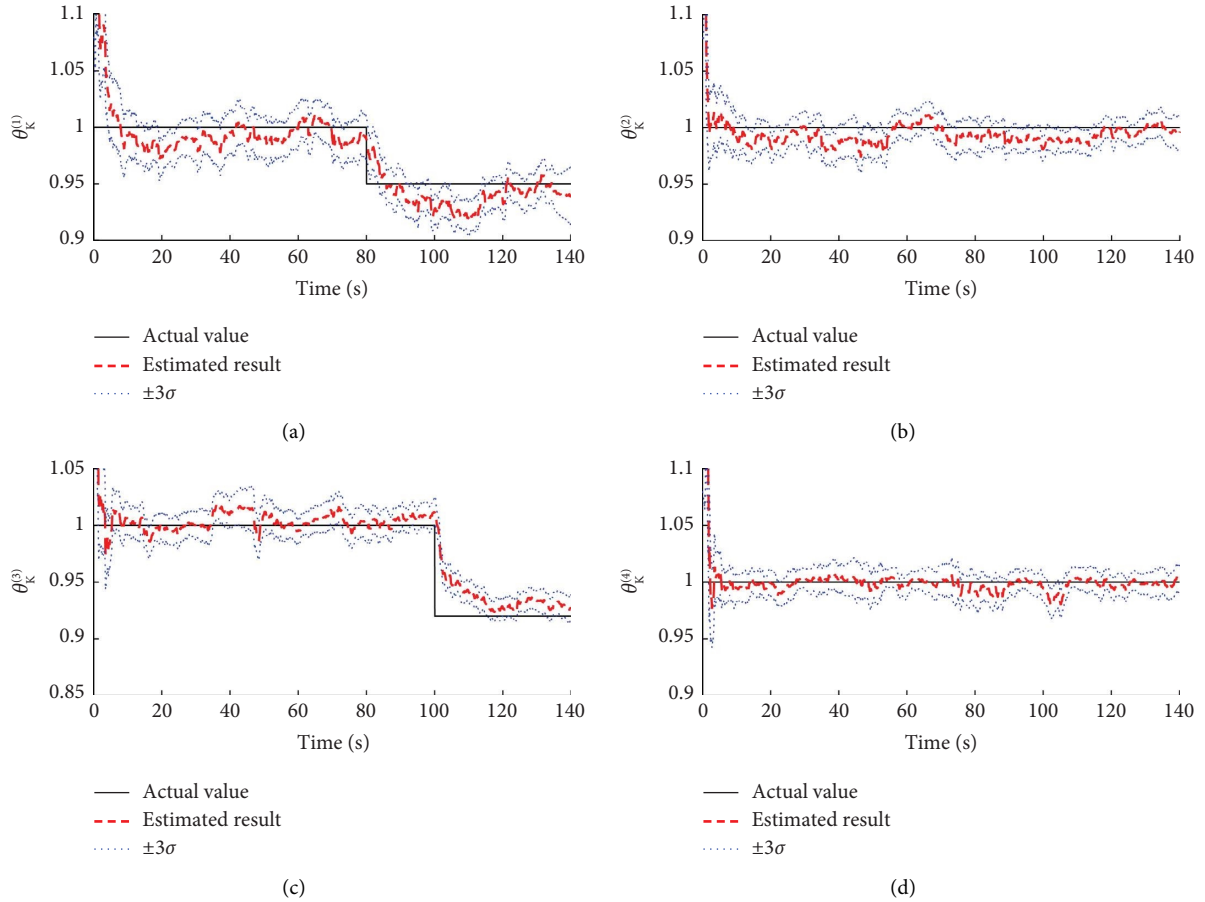 1.1
1.05
1
0.95
0.9
θK(1)
0 20 40 60 80 100 120 140
Time (s)
Actual value
Estimated result
±3σ
(a)
1.1
1.05
1
0.95
0.9
θK(2)
0 20 40 60 80 100 120 140
Time (s)
Actual value
Estimated result
±3σ
(b)
1.05
1
0.95
0.9
0.85
θK(3)
0 20 40 60 80 100 120 140
Time (s)
Actual value
Estimated result
±3σ
(c)
1.1
1.05
1
0.95
0.9
θK(4)
0 20 40 60 80 100 120 140
Time (s)
Actual value
Estimated result
±3σ
(d)